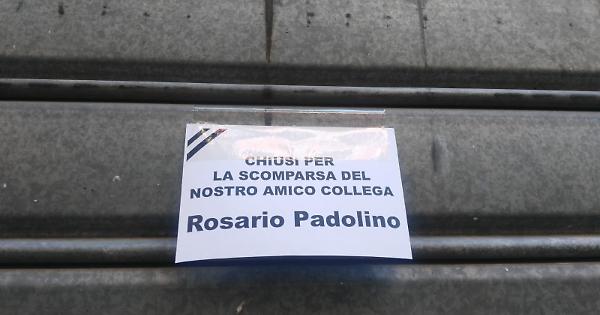 CHIUSI PER
LA SCOMPARSA DEL
NOSTRO AMICO COLLEGA
Rosario Padolino